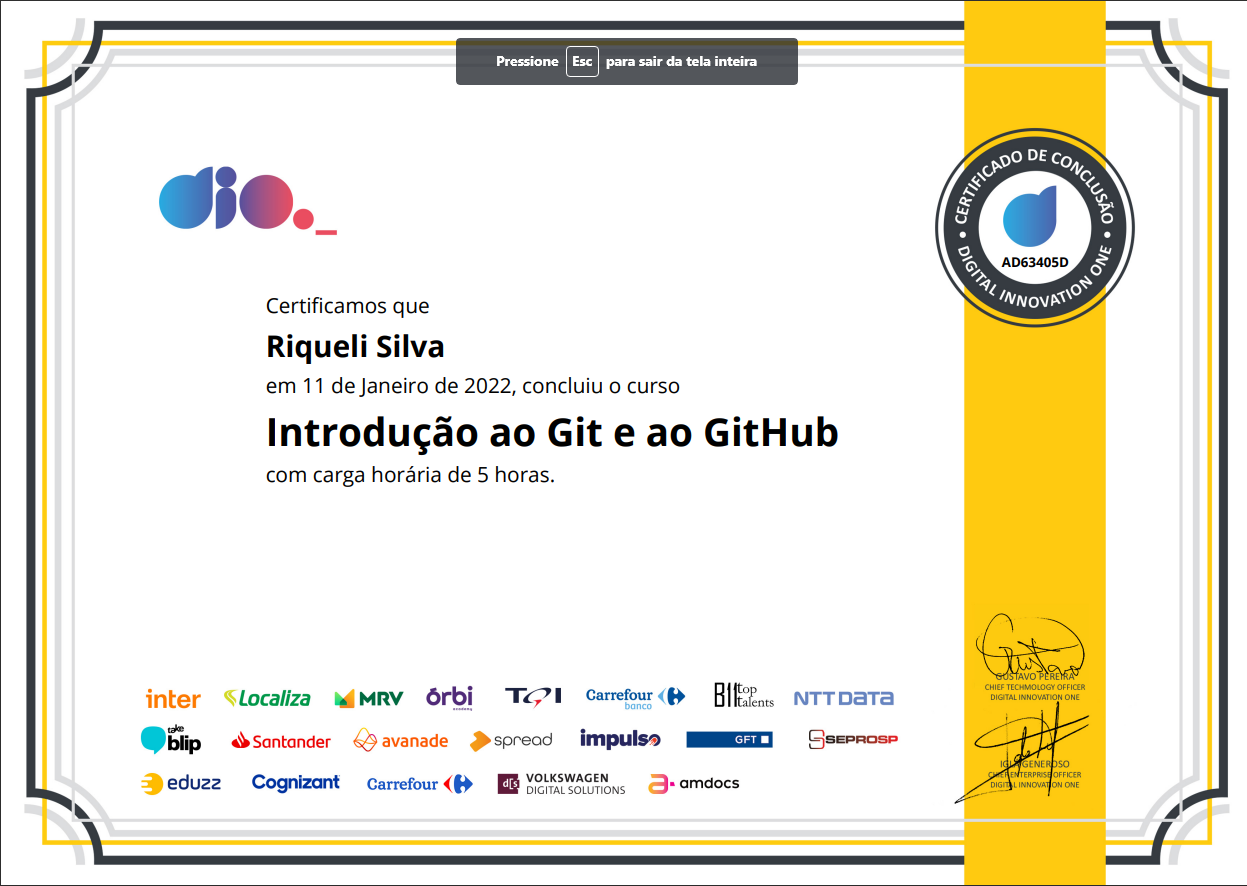 Pressione Esc para sair da tela inteira
CERTIFICADO DE CONCLUSÃO
AD63405D
• DIGITAL INNOVATION ONE •
dio._
Certificamos que
Riqueli Silva
em 11 de Janeiro de 2022, concluiu o curso
Introdução ao Git e ao GitHub
com carga horária de 5 horas.
Gustavo
GUSTAVO PEREIRA
CHIEF TECHNOLOGY OFFICER
DIGITAL INNOVATION ONE
IGLÁ GENEROSO
CHIEF ENTERPRISE OFFICER
DIGITAL INNOVATION ONE
inter Localiza MRV órbi academy TQI Carrefour banco B11 top talents NTT DATA
take blip Santander avanade spread impulso GFT SEPROSP
eduzz Cognizant Carrefour d[s VOLKSWAGEN DIGITAL SOLUTIONS amdocs